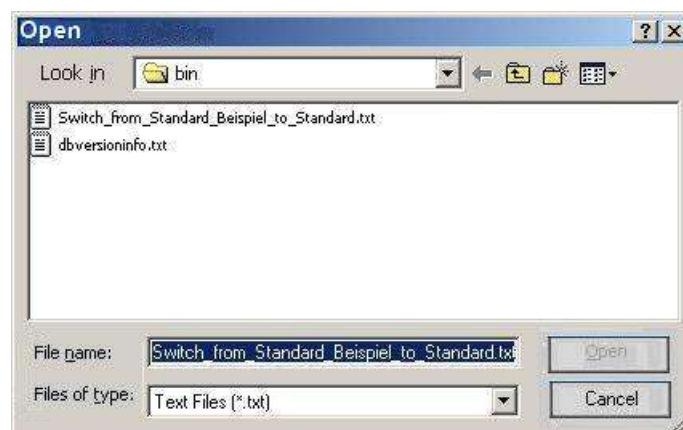 Open
Look in bin
Switch_from_Standard_Beispiel_to_Standard.txt
dbversioninfo.txt
File name: Switch_from_Standard_Beispiel_to_Standard.txt Open
Files of type: Text Files (*.txt) Cancel